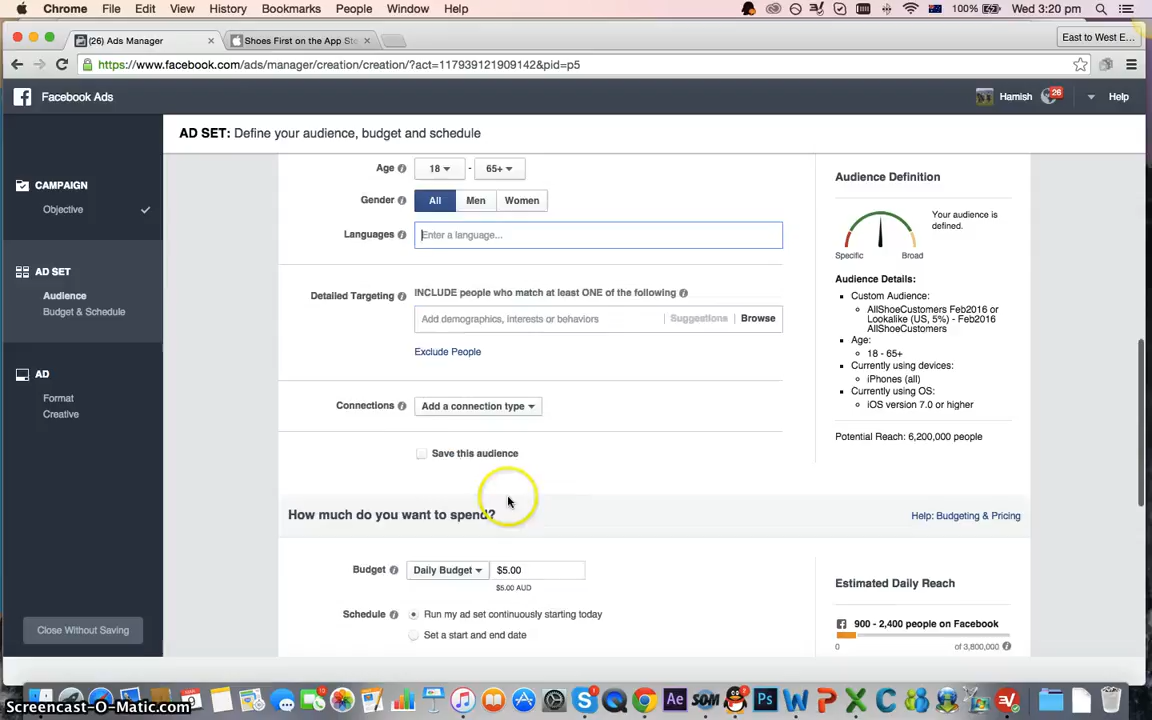 Chrome File Edit View History Bookmarks People Window Help 100% Wed 3:20 pm
(26) Ads Manager × Shoes First on the App Ste × East to West E...
https://www.facebook.com/ads/manager/creation/creation/?act=117939121909142&pid=p5
Facebook Ads Hamish 26 Help
AD SET: Define your audience, budget and schedule
CAMPAIGN
Objective
AD SET
Audience
Budget & Schedule
AD
Format
Creative
Close Without Saving
Age 18 - 65+
Gender All Men Women
Languages Enter a language...
Detailed Targeting INCLUDE people who match at least ONE of the following
Add demographics, interests or behaviors Suggestions Browse
Exclude People
Connections Add a connection type
Save this audience
How much do you want to spend? Help: Budgeting & Pricing
Budget Daily Budget $5.00
$5.00 AUD
Schedule Run my ad set continuously starting today
Set a start and end date
Audience Definition
Your audience is
defined.
Specific Broad
Audience Details:
Custom Audience:
AllShoeCustomers Feb2016 or
Lookalike (US, 5%) - Feb2016
AllShoeCustomers
Age:
18 - 65+
Currently using devices:
iPhones (all)
Currently using OS:
iOS version 7.0 or higher
Potential Reach: 6,200,000 people
Estimated Daily Reach
900 - 2,400 people on Facebook
0 of 3,800,000
Screencast-O-Matic.com